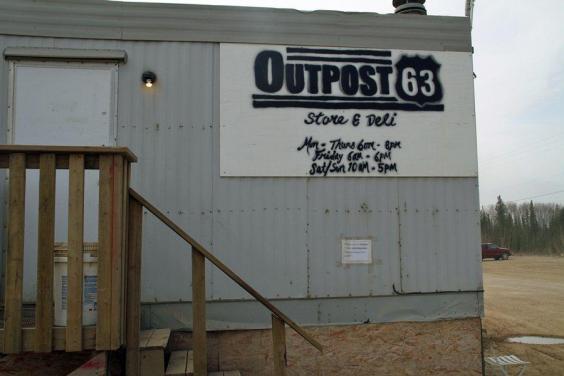 OUTPOST 63
Store & Deli
Mon - Thurs 6am - 8pm
Friday 6AM - 6PM
Sat/Sun 10AM - 5PM